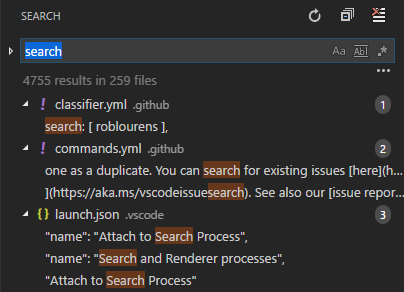 SEARCH
search Aa Abl .*
4755 results in 259 files
! classifier.yml .github 1
search: [ roblourens ],
! commands.yml .github 2
one as a duplicate. You can search for existing issues [here](h...
](https://aka.ms/vscodeissuesearch). See also our [issue repor...
{} launch.json .vscode 3
"name": "Attach to Search Process",
"name": "Search and Renderer processes",
"Attach to Search Process"